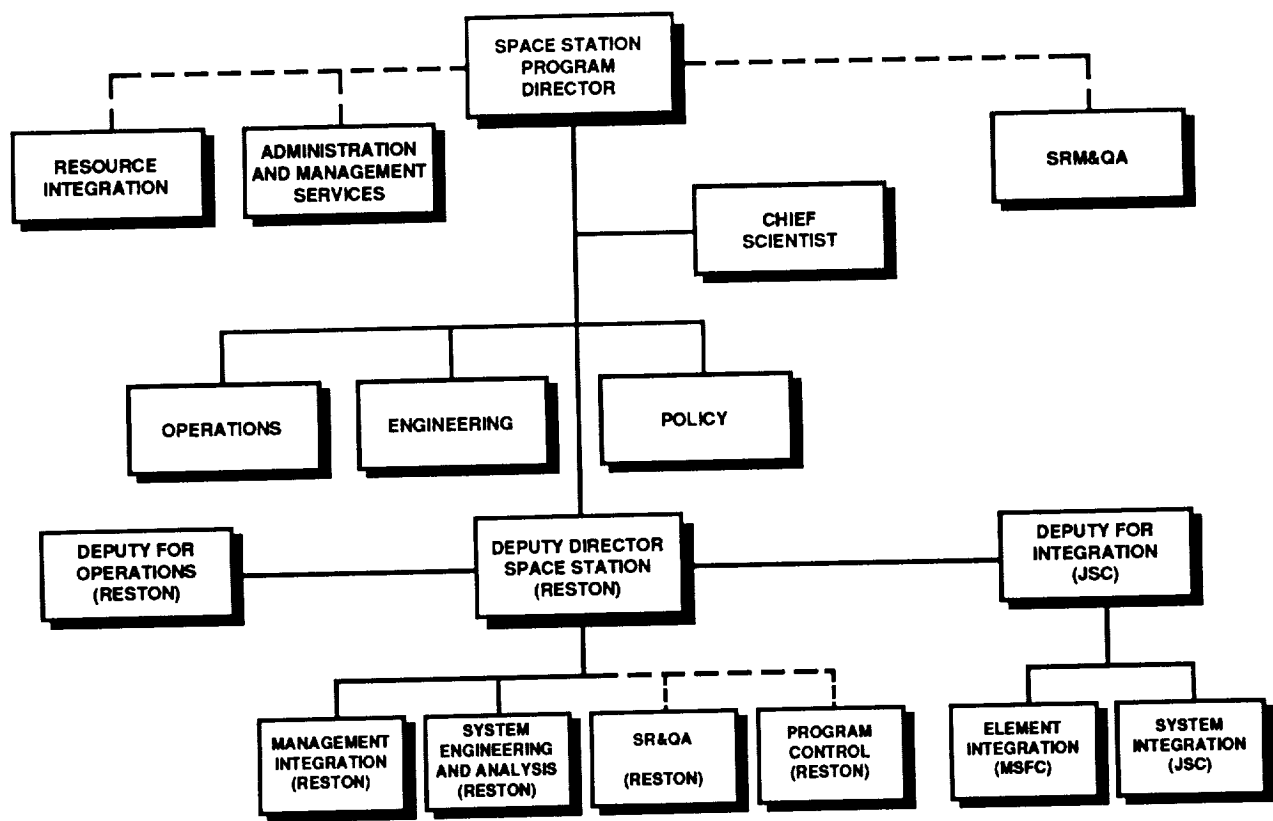 SPACE STATION
PROGRAM
DIRECTOR
RESOURCE
INTEGRATION
ADMINISTRATION
AND MANAGEMENT
SERVICES
SRM&QA
CHIEF
SCIENTIST
OPERATIONS
ENGINEERING
POLICY
DEPUTY FOR
OPERATIONS
(RESTON)
DEPUTY DIRECTOR
SPACE STATION
(RESTON)
DEPUTY FOR
INTEGRATION
(JSC)
MANAGEMENT
INTEGRATION
(RESTON)
SYSTEM
ENGINEERING
AND ANALYSIS
(RESTON)
SR&QA
(RESTON)
PROGRAM
CONTROL
(RESTON)
ELEMENT
INTEGRATION
(MSFC)
SYSTEM
INTEGRATION
(JSC)